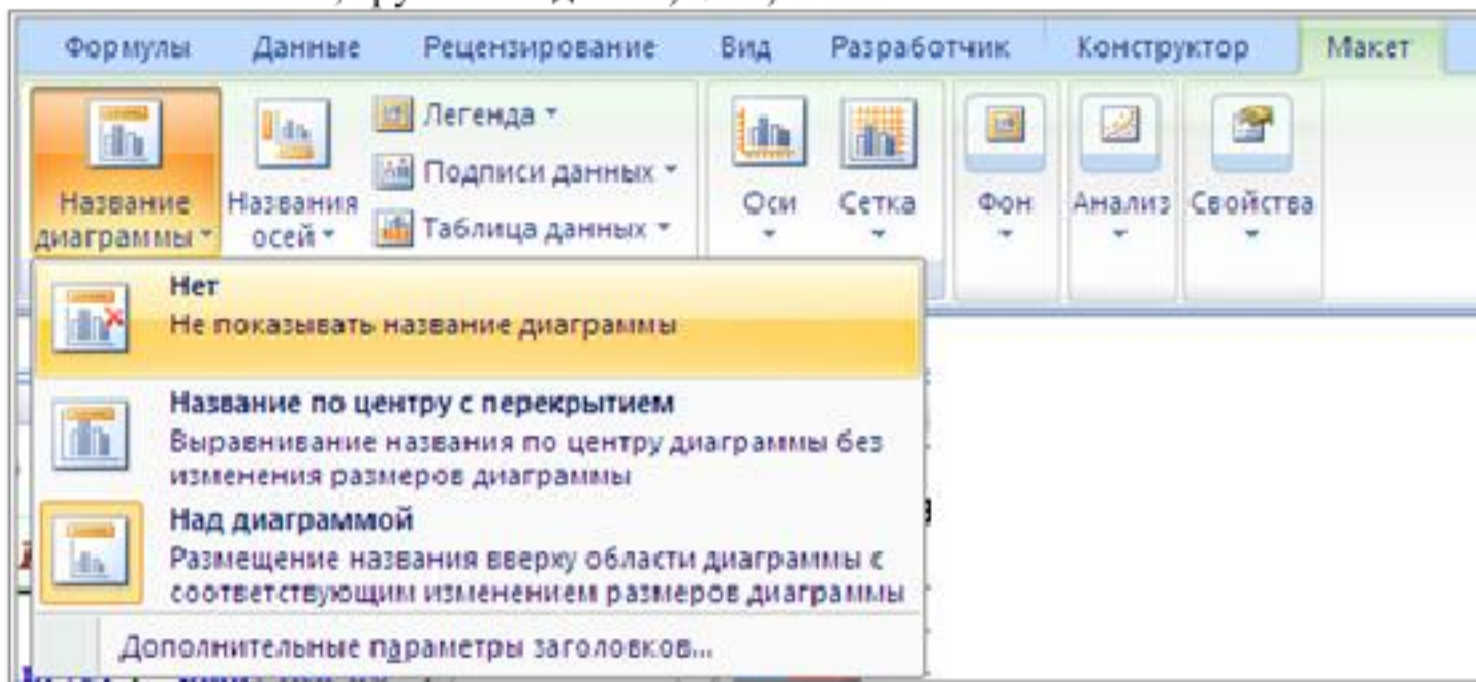 Формулы Данные Рецензирование Вид Разработчик Конструктор Макет
Название диаграммы
Названия осей
Легенда
Подписи данных
Таблица данных
Оси
Сетка
Фон
Анализ
Свойства
Нет
Не показывать название диаграммы
Название по центру с перекрытием
Выравнивание названия по центру диаграммы без
изменения размеров диаграммы
Над диаграммой
Размещение названия вверху области диаграммы с
соответствующим изменением размеров диаграммы
Дополнительные параметры заголовков...